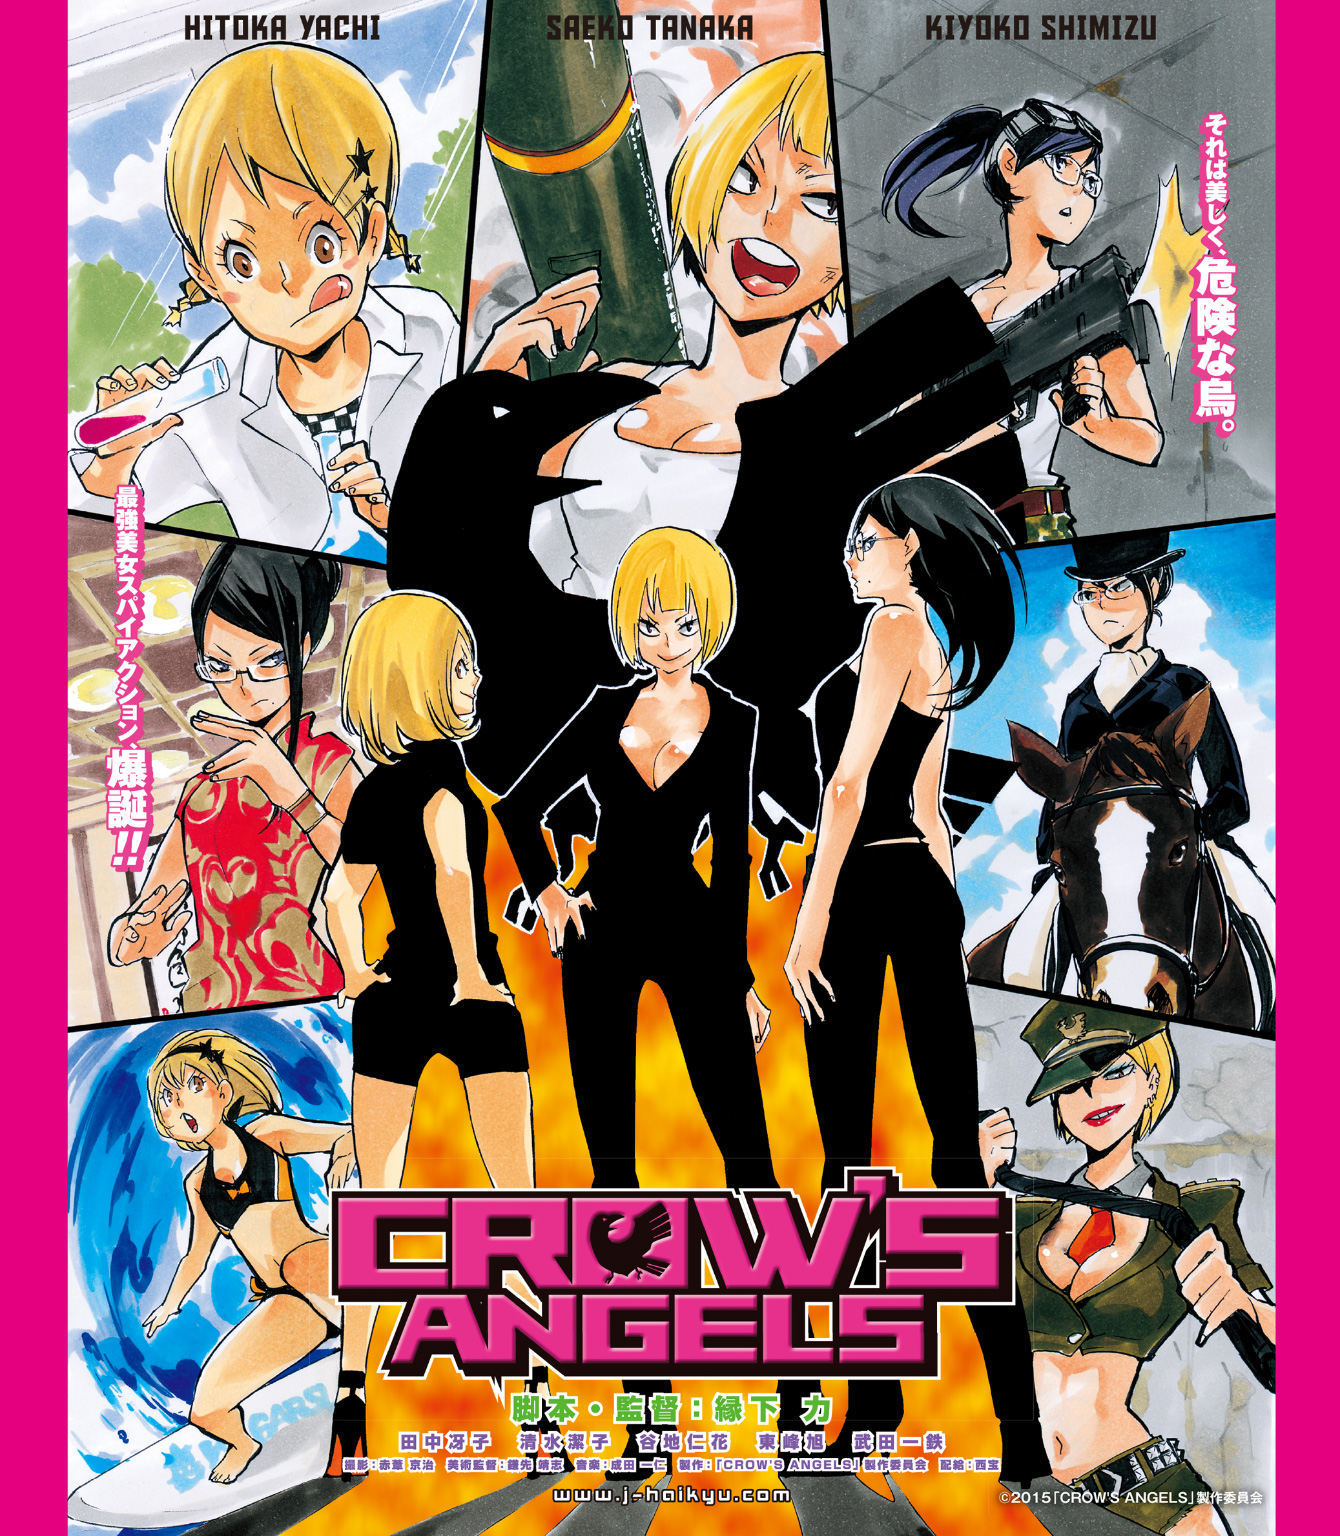 HITOKA YACHI
SAEKO TANAKA
KIYOKO SHIMIZU
それは美しく、危険な烏。
最強美女スパイアクション、爆誕!!
CROW'S
ANGELS
脚本・監督：縁下 力
田中冴子 清水潔子 谷地仁花 東峰旭 武田一鉄
撮影：赤葦 京治 美術監督：鎌先 靖志 音楽：成田 一仁 製作：「CROW'S ANGELS」製作委員会 配給：西宝
www.j-haikyu.com
©2015「CROW'S ANGELS」製作委員会